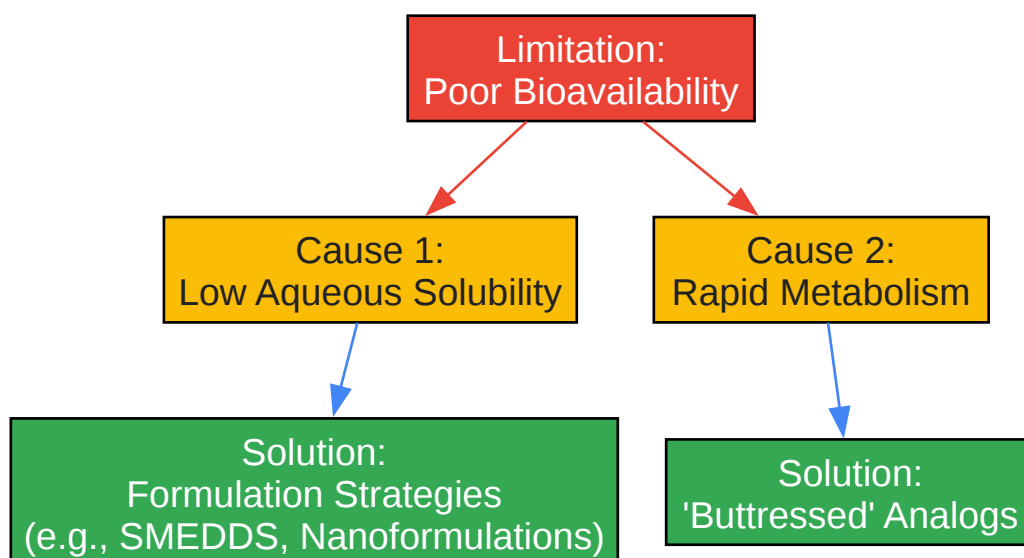 Limitation:
Poor Bioavailability
Cause 1:
Low Aqueous Solubility
Cause 2:
Rapid Metabolism
Solution:
Formulation Strategies
(e.g., SMEDDS, Nanoformulations)
Solution:
'Buttressed' Analogs